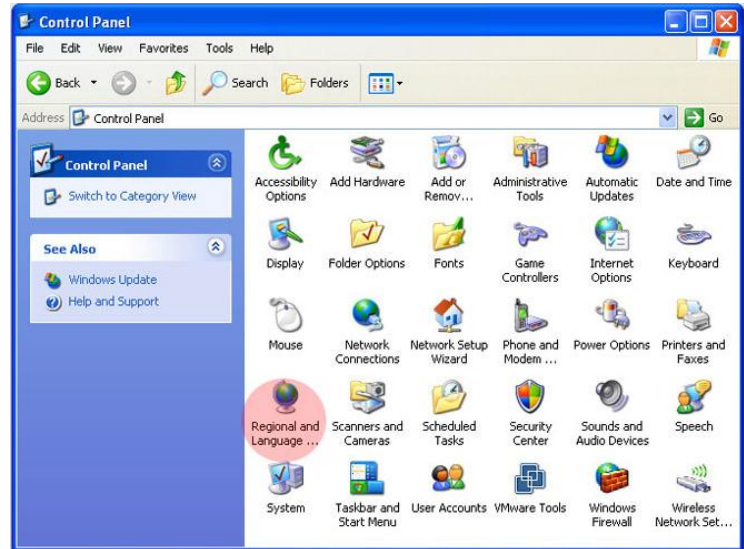 Control Panel
File Edit View Favorites Tools Help
Back Search Folders
Address Control Panel Go
Control Panel
Switch to Category View
See Also
Windows Update
Help and Support
Accessibility Options
Add Hardware
Add or Remov...
Administrative Tools
Automatic Updates
Date and Time
Display
Folder Options
Fonts
Game Controllers
Internet Options
Keyboard
Mouse
Network Connections
Network Setup Wizard
Phone and Modem ...
Power Options
Printers and Faxes
Regional and Language ...
Scanners and Cameras
Scheduled Tasks
Security Center
Sounds and Audio Devices
Speech
System
Taskbar and Start Menu
User Accounts
VMware Tools
Windows Firewall
Wireless Network Set...